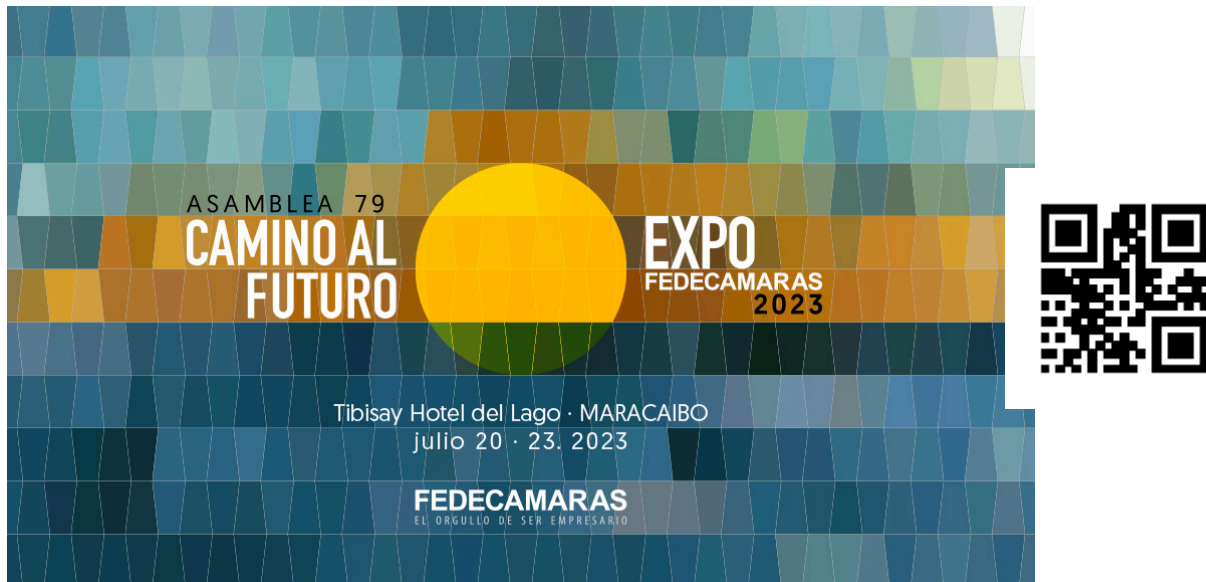 ASAMBLEA 79
CAMINO AL
FUTURO
EXPO
FEDECAMARAS
2023
Tibisay Hotel del Lago · MARACAIBO
julio 20 · 23. 2023
FEDECAMARAS
EL ORGULLO DE SER EMPRESARIO